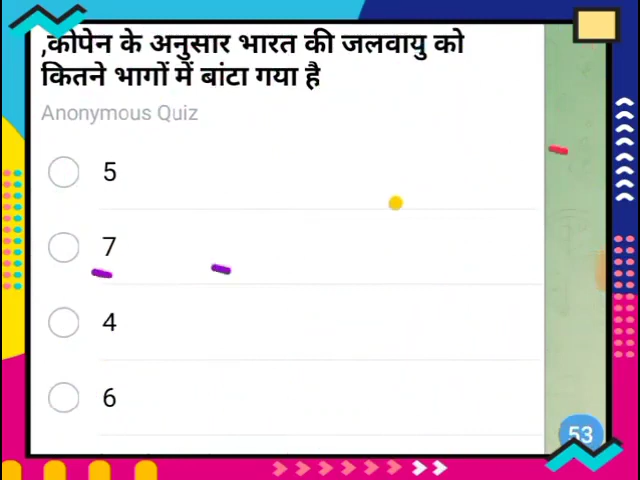 ,कोपेन के अनुसार भारत की जलवायु को
कितने भागों में बांटा गया है
Anonymous Quiz
5
7
4
6
53